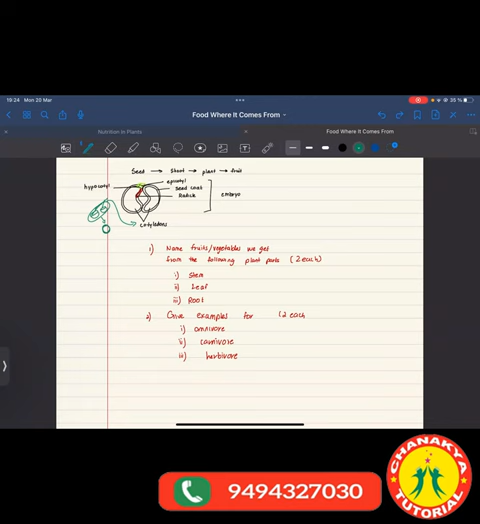 19:24 Mon 20 Mar
35 %
Food Where It Comes From
Nutrition in Plants
Food Where It Comes From
Seed → Shoot → plant → fruit
epicotyl
hypocotyl
Seed coat
Radicle
embryo
cotyledons
1) Name fruits/vegetables we get
from the following plant parts (2 each)
i) Stem
ii) Leaf
iii) Root
2) Give examples for (2 each
i) omnivore
ii) carnivore
iii) herbivore
9494327030
CHANAKYA
TUTORIAL